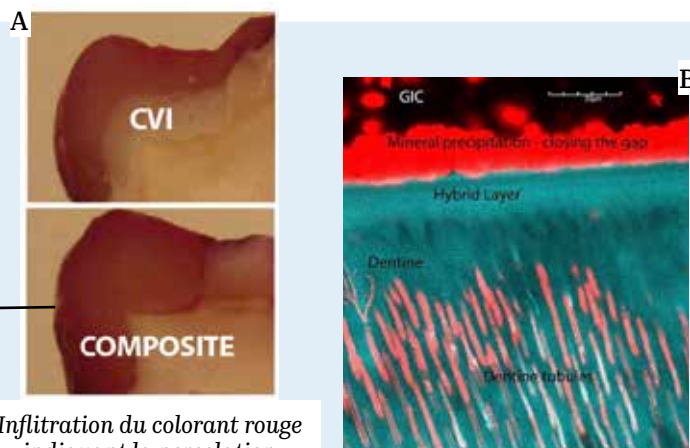 A
CVI
COMPOSITE
Inflitration du colorant rouge
B
GIC
Mineral precipitation - closing the gap
Hybrid Layer
Dentine
Dentine tubules